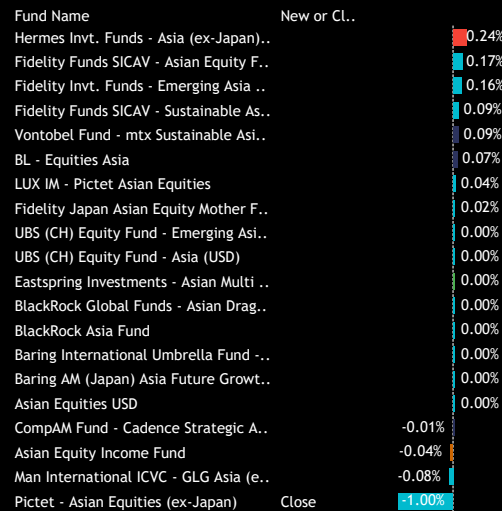 Fund Name New or Cl..
Hermes Invt. Funds - Asia (ex-Japan).. 0.24%
Fidelity Funds SICAV - Asian Equity F.. 0.17%
Fidelity Invt. Funds - Emerging Asia .. 0.16%
Fidelity Funds SICAV - Sustainable As.. 0.09%
Vontobel Fund - mtx Sustainable Asi.. 0.09%
BL - Equities Asia 0.07%
LUX IM - Pictet Asian Equities 0.04%
Fidelity Japan Asian Equity Mother F.. 0.02%
UBS (CH) Equity Fund - Emerging Asi.. 0.00%
UBS (CH) Equity Fund - Asia (USD) 0.00%
Eastspring Investments - Asian Multi .. 0.00%
BlackRock Global Funds - Asian Drag.. 0.00%
BlackRock Asia Fund 0.00%
Baring International Umbrella Fund -.. 0.00%
Baring AM (Japan) Asia Future Growt.. 0.00%
Asian Equities USD 0.00%
CompAM Fund - Cadence Strategic A.. -0.01%
Asian Equity Income Fund -0.04%
Man International ICVC - GLG Asia (e.. -0.08%
Pictet - Asian Equities (ex-Japan) Close -1.00%